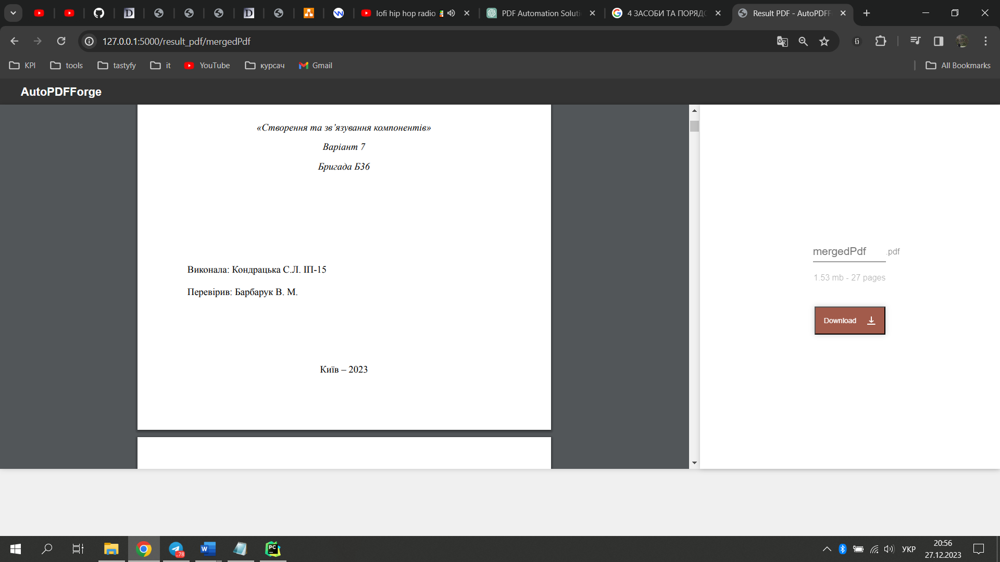 lofi hip hop radio
PDF Automation Soluti
4 ЗАСОБИ ТА ПОРЯДО
Result PDF - AutoPDFF
127.0.0.1:5000/result_pdf/mergedPdf
KPI
tools
tastyfy
it
YouTube
курсач
Gmail
All Bookmarks
AutoPDFForge
«Створення та зв’язування компонентів»
Варіант 7
Бригада Б36
Виконала: Кондрацька С.Л. ІП-15
Перевірив: Барбарук В. М.
Київ – 2023
mergedPdf .pdf
1.53 mb - 27 pages
Download
..78
УКР
20:56
27.12.2023